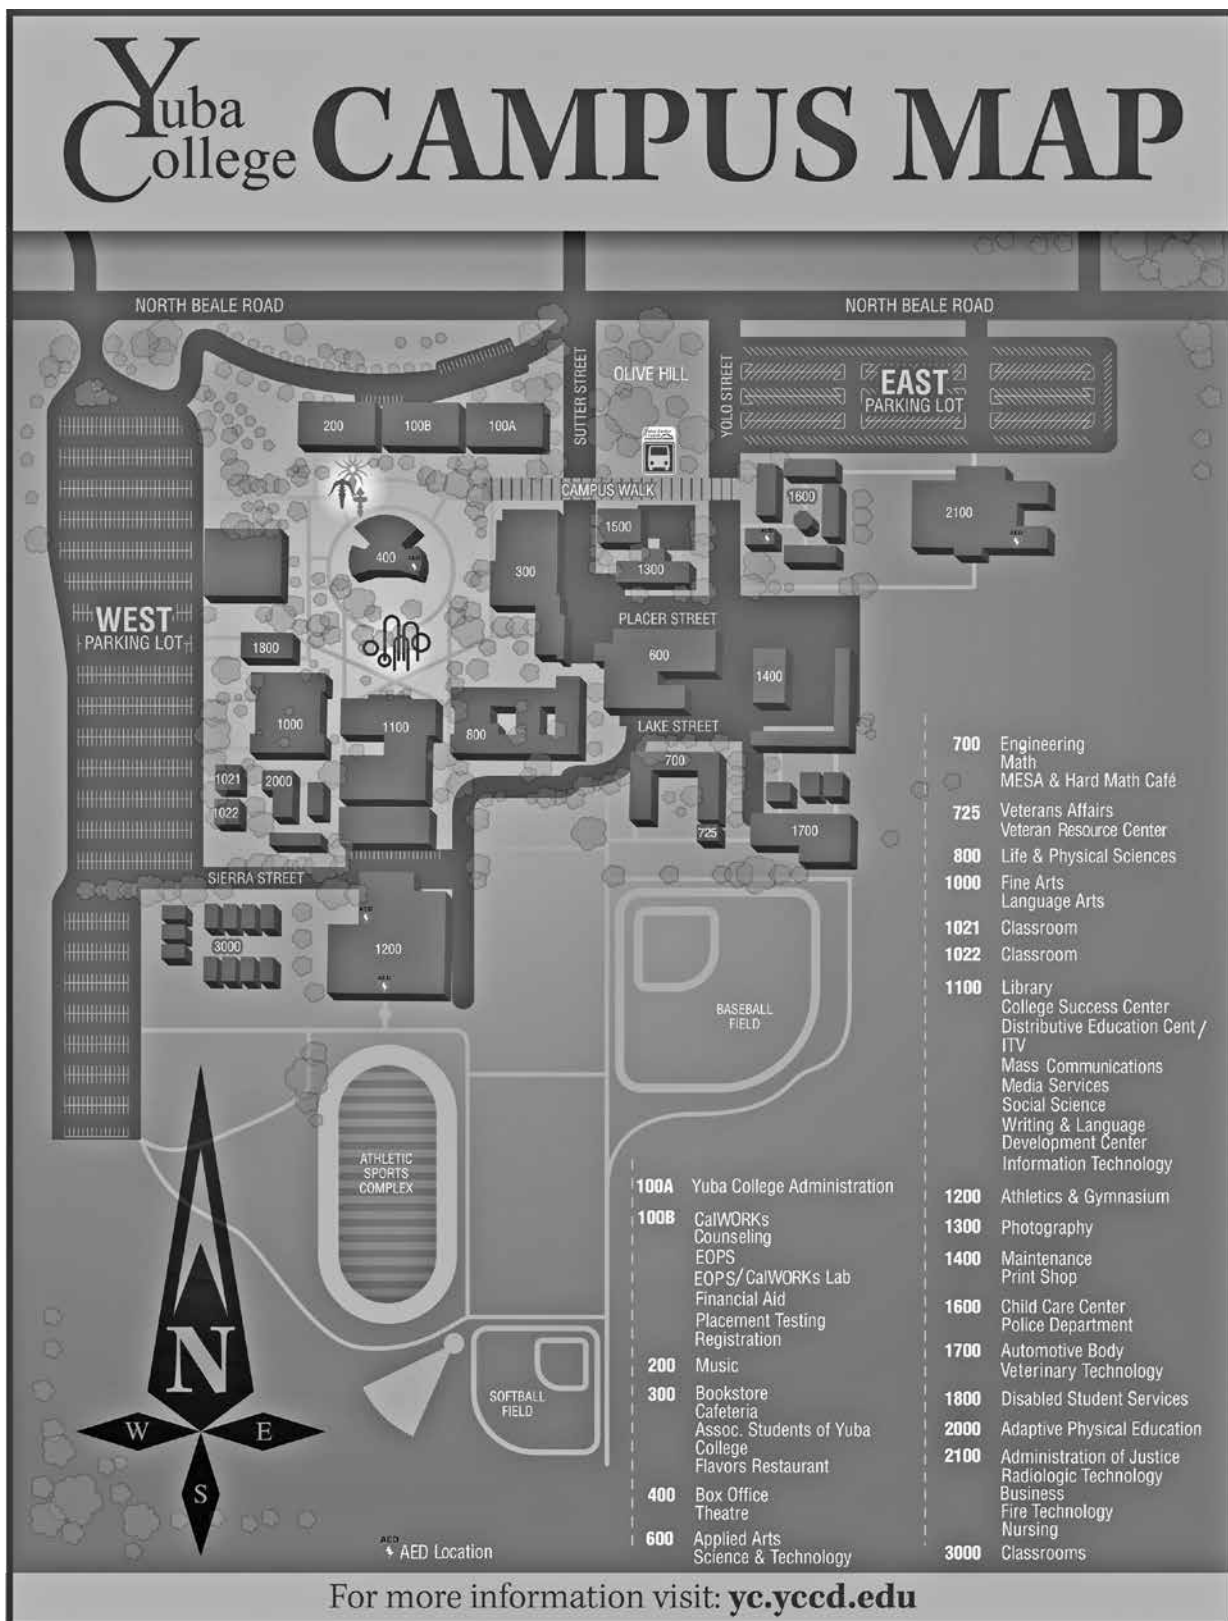 Yuba
College
CAMPUS MAP
NORTH BEALE ROAD
NORTH BEALE ROAD
SUTTER STREET
OLIVE HILL
YOLO STREET
EAST
PARKING LOT
200
100B
100A
CAMPUS WALK
1600
2100
AED
AED
1500
400
AED
300
1300
WEST
PARKING LOT
PLACER STREET
1800
600
1400
1000
1100
800
LAKE STREET
700
1021
2000
1022
725
1700
SIERRA STREET
AED
3000
1200
AED
BASEBALL
FIELD
ATHLETIC
SPORTS
COMPLEX
SOFTBALL
FIELD
N
W
E
S
AED
AED Location
100A Yuba College Administration
100B CalWORKs
Counseling
EOPS
EOPS/CalWORKs Lab
Financial Aid
Placement Testing
Registration
200 Music
300 Bookstore
Cafeteria
Assoc. Students of Yuba
College
Flavors Restaurant
400 Box Office
Theatre
600 Applied Arts
Science & Technology
700 Engineering
Math
MESA & Hard Math Café
725 Veterans Affairs
Veteran Resource Center
800 Life & Physical Sciences
1000 Fine Arts
Language Arts
1021 Classroom
1022 Classroom
1100 Library
College Success Center
Distributive Education Cent/
ITV
Mass Communications
Media Services
Social Science
Writing & Language
Development Center
Information Technology
1200 Athletics & Gymnasium
1300 Photography
1400 Maintenance
Print Shop
1600 Child Care Center
Police Department
1700 Automotive Body
Veterinary Technology
1800 Disabled Student Services
2000 Adaptive Physical Education
2100 Administration of Justice
Radiologic Technology
Business
Fire Technology
Nursing
3000 Classrooms
For more information visit: yc.yccd.edu